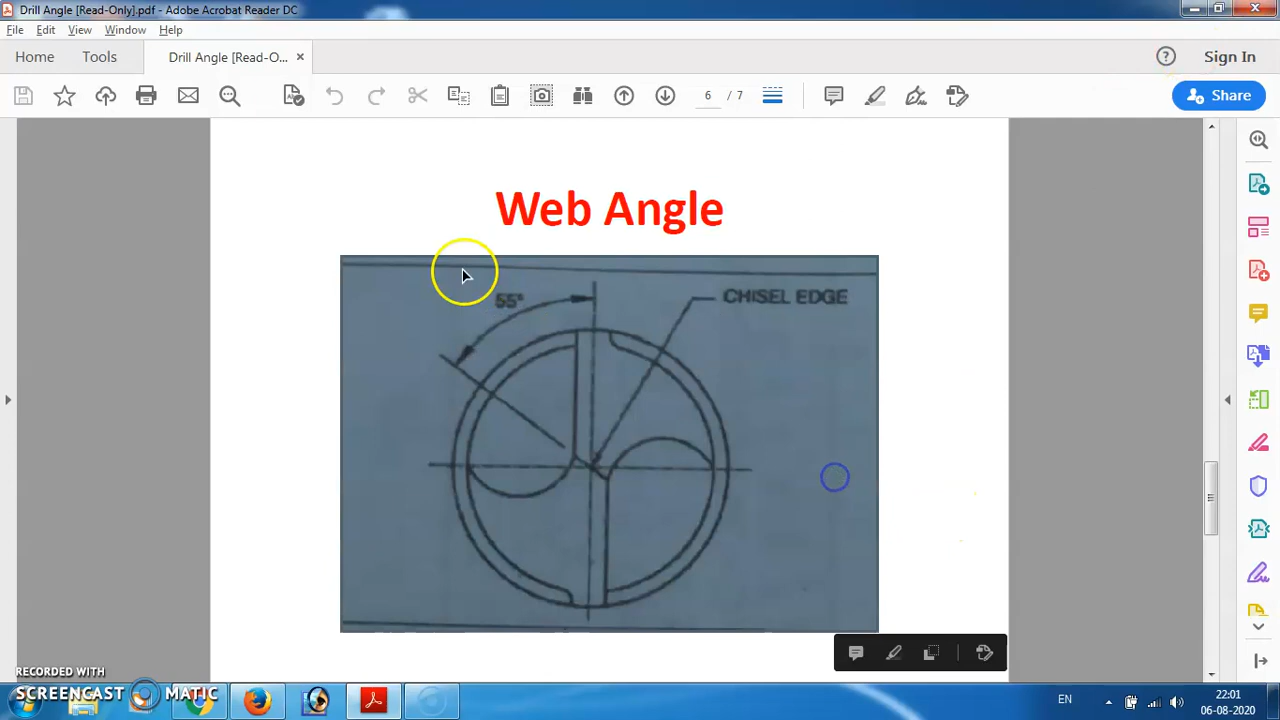 Drill Angle [Read-Only].pdf - Adobe Acrobat Reader DC
File Edit View Window Help
Home Tools Drill Angle [Read-O... × ? Sign In
6 / 7 Share
Web Angle
55°
CHISEL EDGE
RECORDED WITH
SCREENCAST MATIC
EN
22:01
06-08-2020